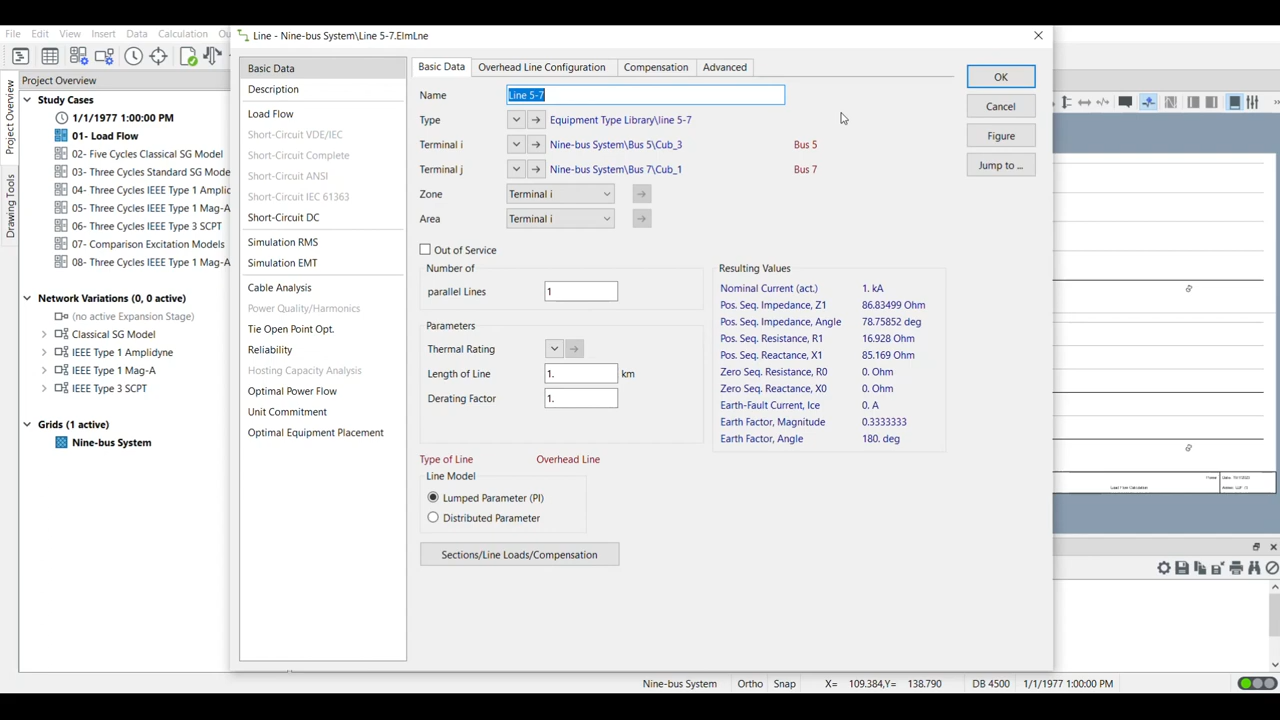 Line - Nine-bus System\Line 5-7.ElmLne
File Edit View Insert Data Calculation Ou
Project Overview
Project Overview
Drawing Tools
Study Cases
1/1/1977 1:00:00 PM
01- Load Flow
02- Five Cycles Classical SG Model
03- Three Cycles Standard SG Mode
04- Three Cycles IEEE Type 1 Amplic
05- Three Cycles IEEE Type 1 Mag-A
06- Three Cycles IEEE Type 3 SCPT
07- Comparison Excitation Models
08- Three Cycles IEEE Type 1 Mag-A
Network Variations (0, 0 active)
(no active Expansion Stage)
Classical SG Model
IEEE Type 1 Amplidyne
IEEE Type 1 Mag-A
IEEE Type 3 SCPT
Grids (1 active)
Nine-bus System
Basic Data
Description
Load Flow
Short-Circuit VDE/IEC
Short-Circuit Complete
Short-Circuit ANSI
Short-Circuit IEC 61363
Short-Circuit DC
Simulation RMS
Simulation EMT
Cable Analysis
Power Quality/Harmonics
Tie Open Point Opt.
Reliability
Hosting Capacity Analysis
Optimal Power Flow
Unit Commitment
Optimal Equipment Placement
Basic Data Overhead Line Configuration Compensation Advanced
Name Line 5-7
Type Equipment Type Library\line 5-7
Terminal i Nine-bus System\Bus 5\Cub_3 Bus 5
Terminal j Nine-bus System\Bus 7\Cub_1 Bus 7
Zone Terminal i
Area Terminal i
Out of Service
Number of
parallel Lines 1
Parameters
Thermal Rating
Length of Line 1. km
Derating Factor 1.
Resulting Values
Nominal Current (act.) 1. kA
Pos. Seq. Impedance, Z1 86.83499 Ohm
Pos. Seq. Impedance, Angle 78.75852 deg
Pos. Seq. Resistance, R1 16.928 Ohm
Pos. Seq. Reactance, X1 85.169 Ohm
Zero Seq. Resistance, R0 0. Ohm
Zero Seq. Reactance, X0 0. Ohm
Earth-Fault Current, Ice 0. A
Earth Factor, Magnitude 0.3333333
Earth Factor, Angle 180. deg
Type of Line Overhead Line
Line Model
Lumped Parameter (PI)
Distributed Parameter
Sections/Line Loads/Compensation
OK
Cancel
Figure
Jump to ...
Load Flow Calculation
Nine-bus System Ortho Snap X= 109.384,Y= 138.790 DB 4500 1/1/1977 1:00:00 PM